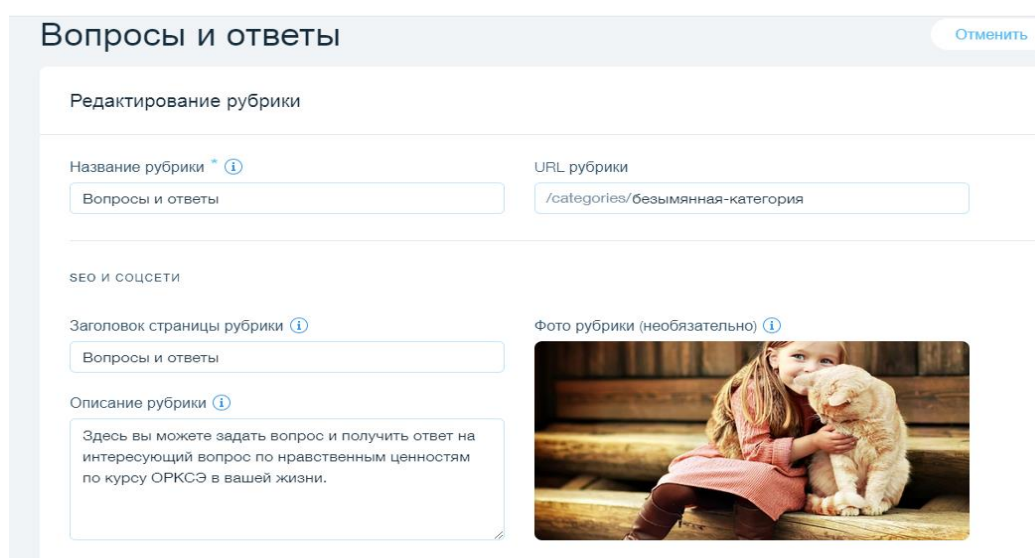 Вопросы и ответы
Отменить
Редактирование рубрики
Название рубрики *
URL рубрики
Вопросы и ответы
/categories/безымянная-категория
SEO И СОЦСЕТИ
Заголовок страницы рубрики
Фото рубрики (необязательно)
Вопросы и ответы
Описание рубрики
Здесь вы можете задать вопрос и получить ответ на
интересующий вопрос по нравственным ценностям
по курсу ОРКСЭ в вашей жизни.